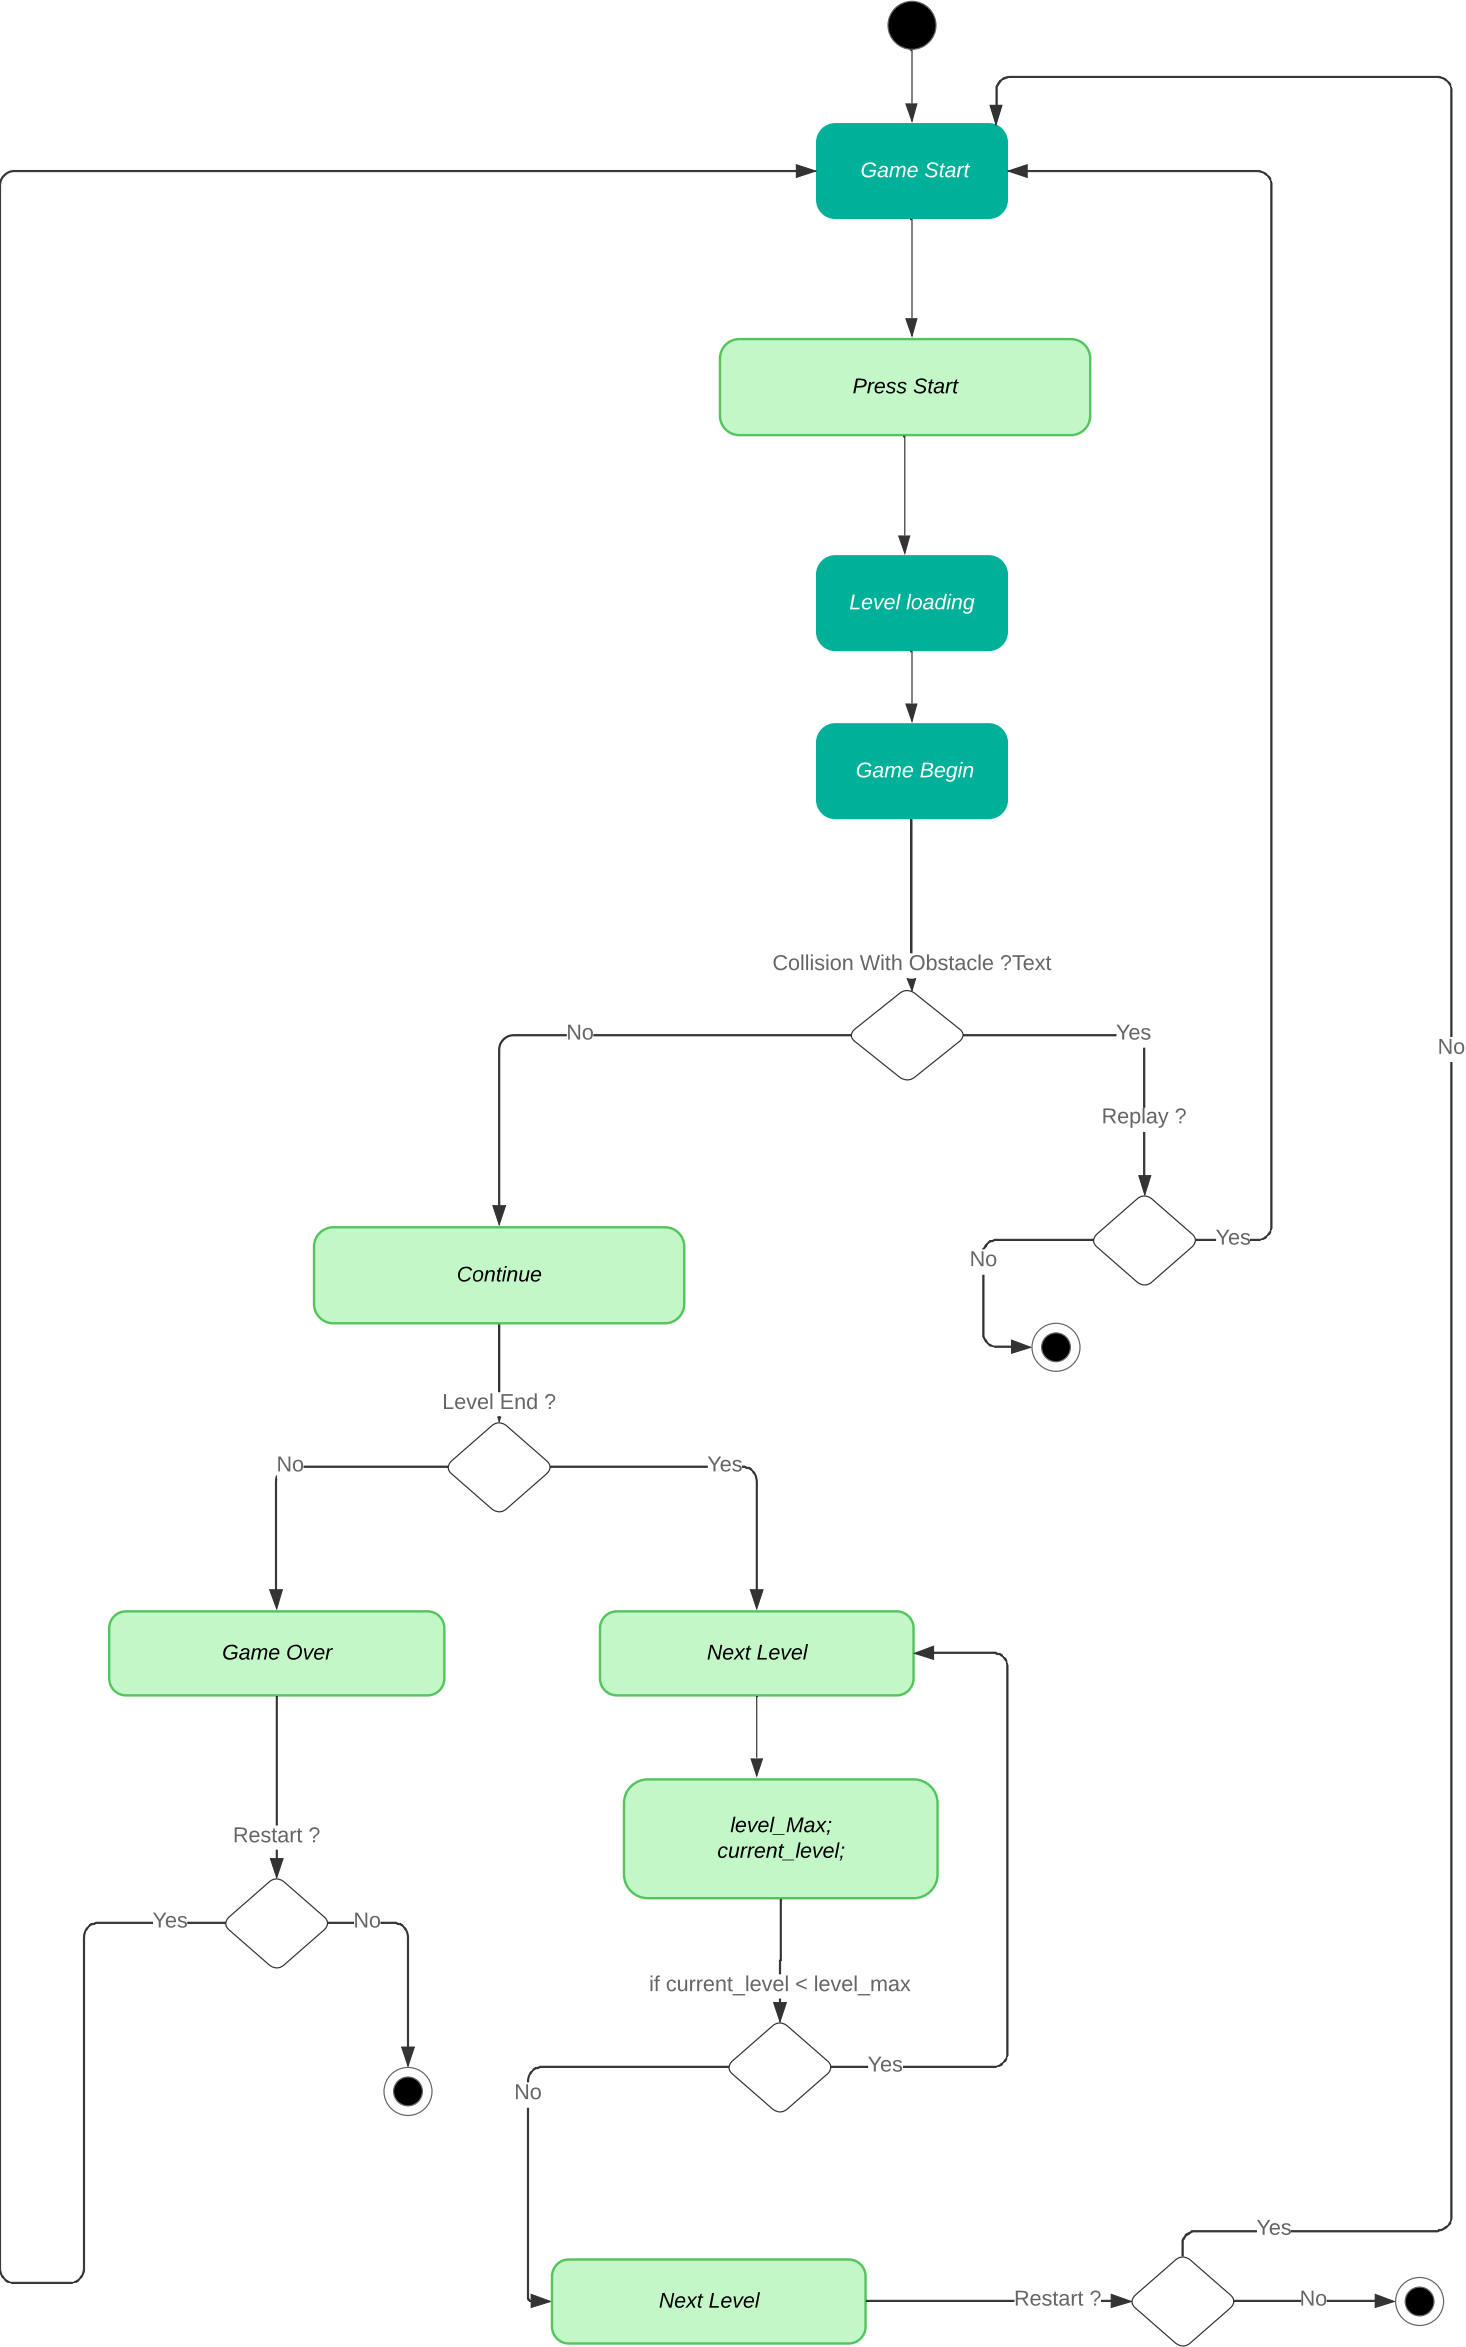 Game Start
Press Start
Level loading
Game Begin
Collision With Obstacle ?Text
No
Yes
No
Replay ?
Yes
No
Continue
Level End ?
No
Yes
Game Over
Next Level
level_Max;
current_level;
Restart ?
Yes
No
if current_level < level_max
Yes
No
Yes
Next Level
Restart ?
No